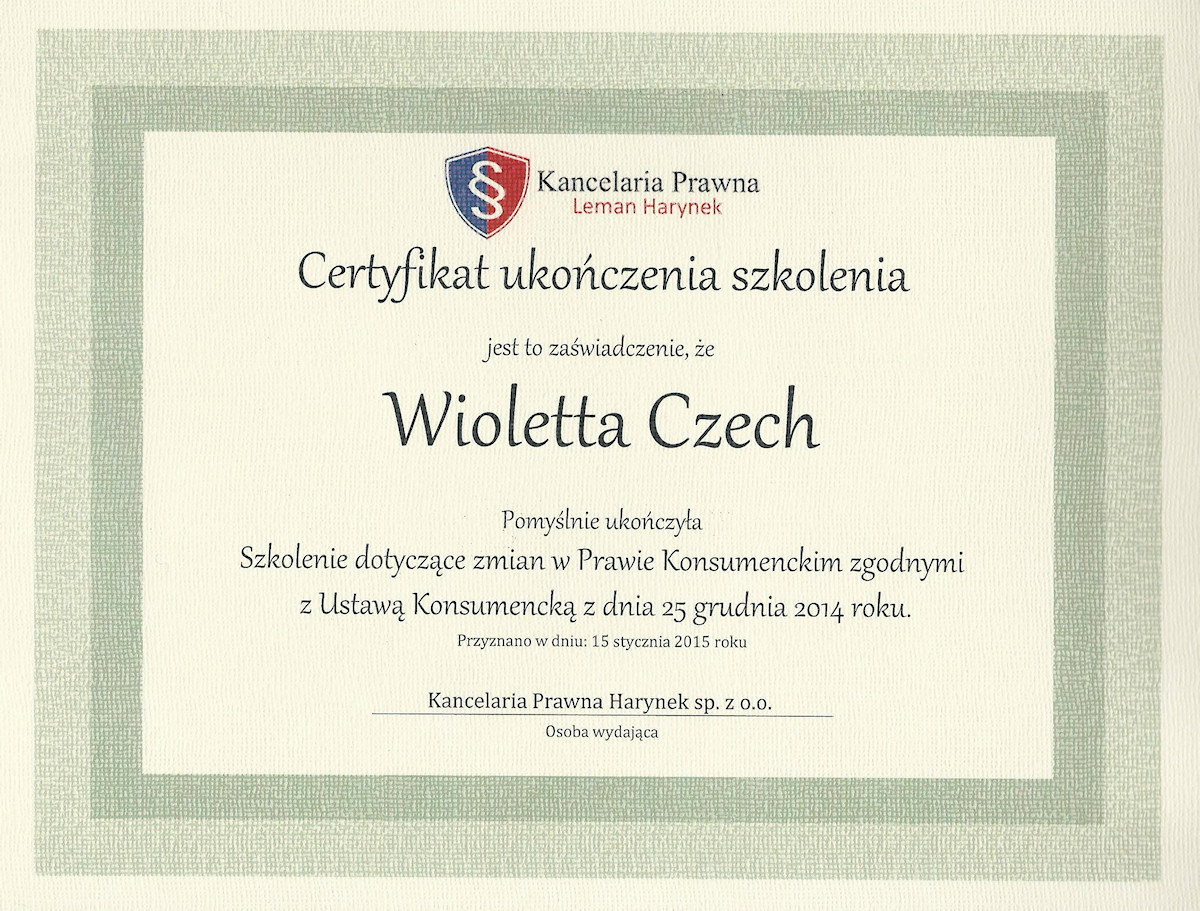 §
Kancelaria Prawna
Leman Harynek
Certyfikat ukończenia szkolenia
jest to zaświadczenie, że
Wioletta Czech
Pomyślnie ukończyła
Szkolenie dotyczące zmian w Prawie Konsumenckim zgodnymi
z Ustawą Konsumencką z dnia 25 grudnia 2014 roku.
Przyznano w dniu: 15 stycznia 2015 roku
Kancelaria Prawna Harynek sp. z o.o.
Osoba wydająca